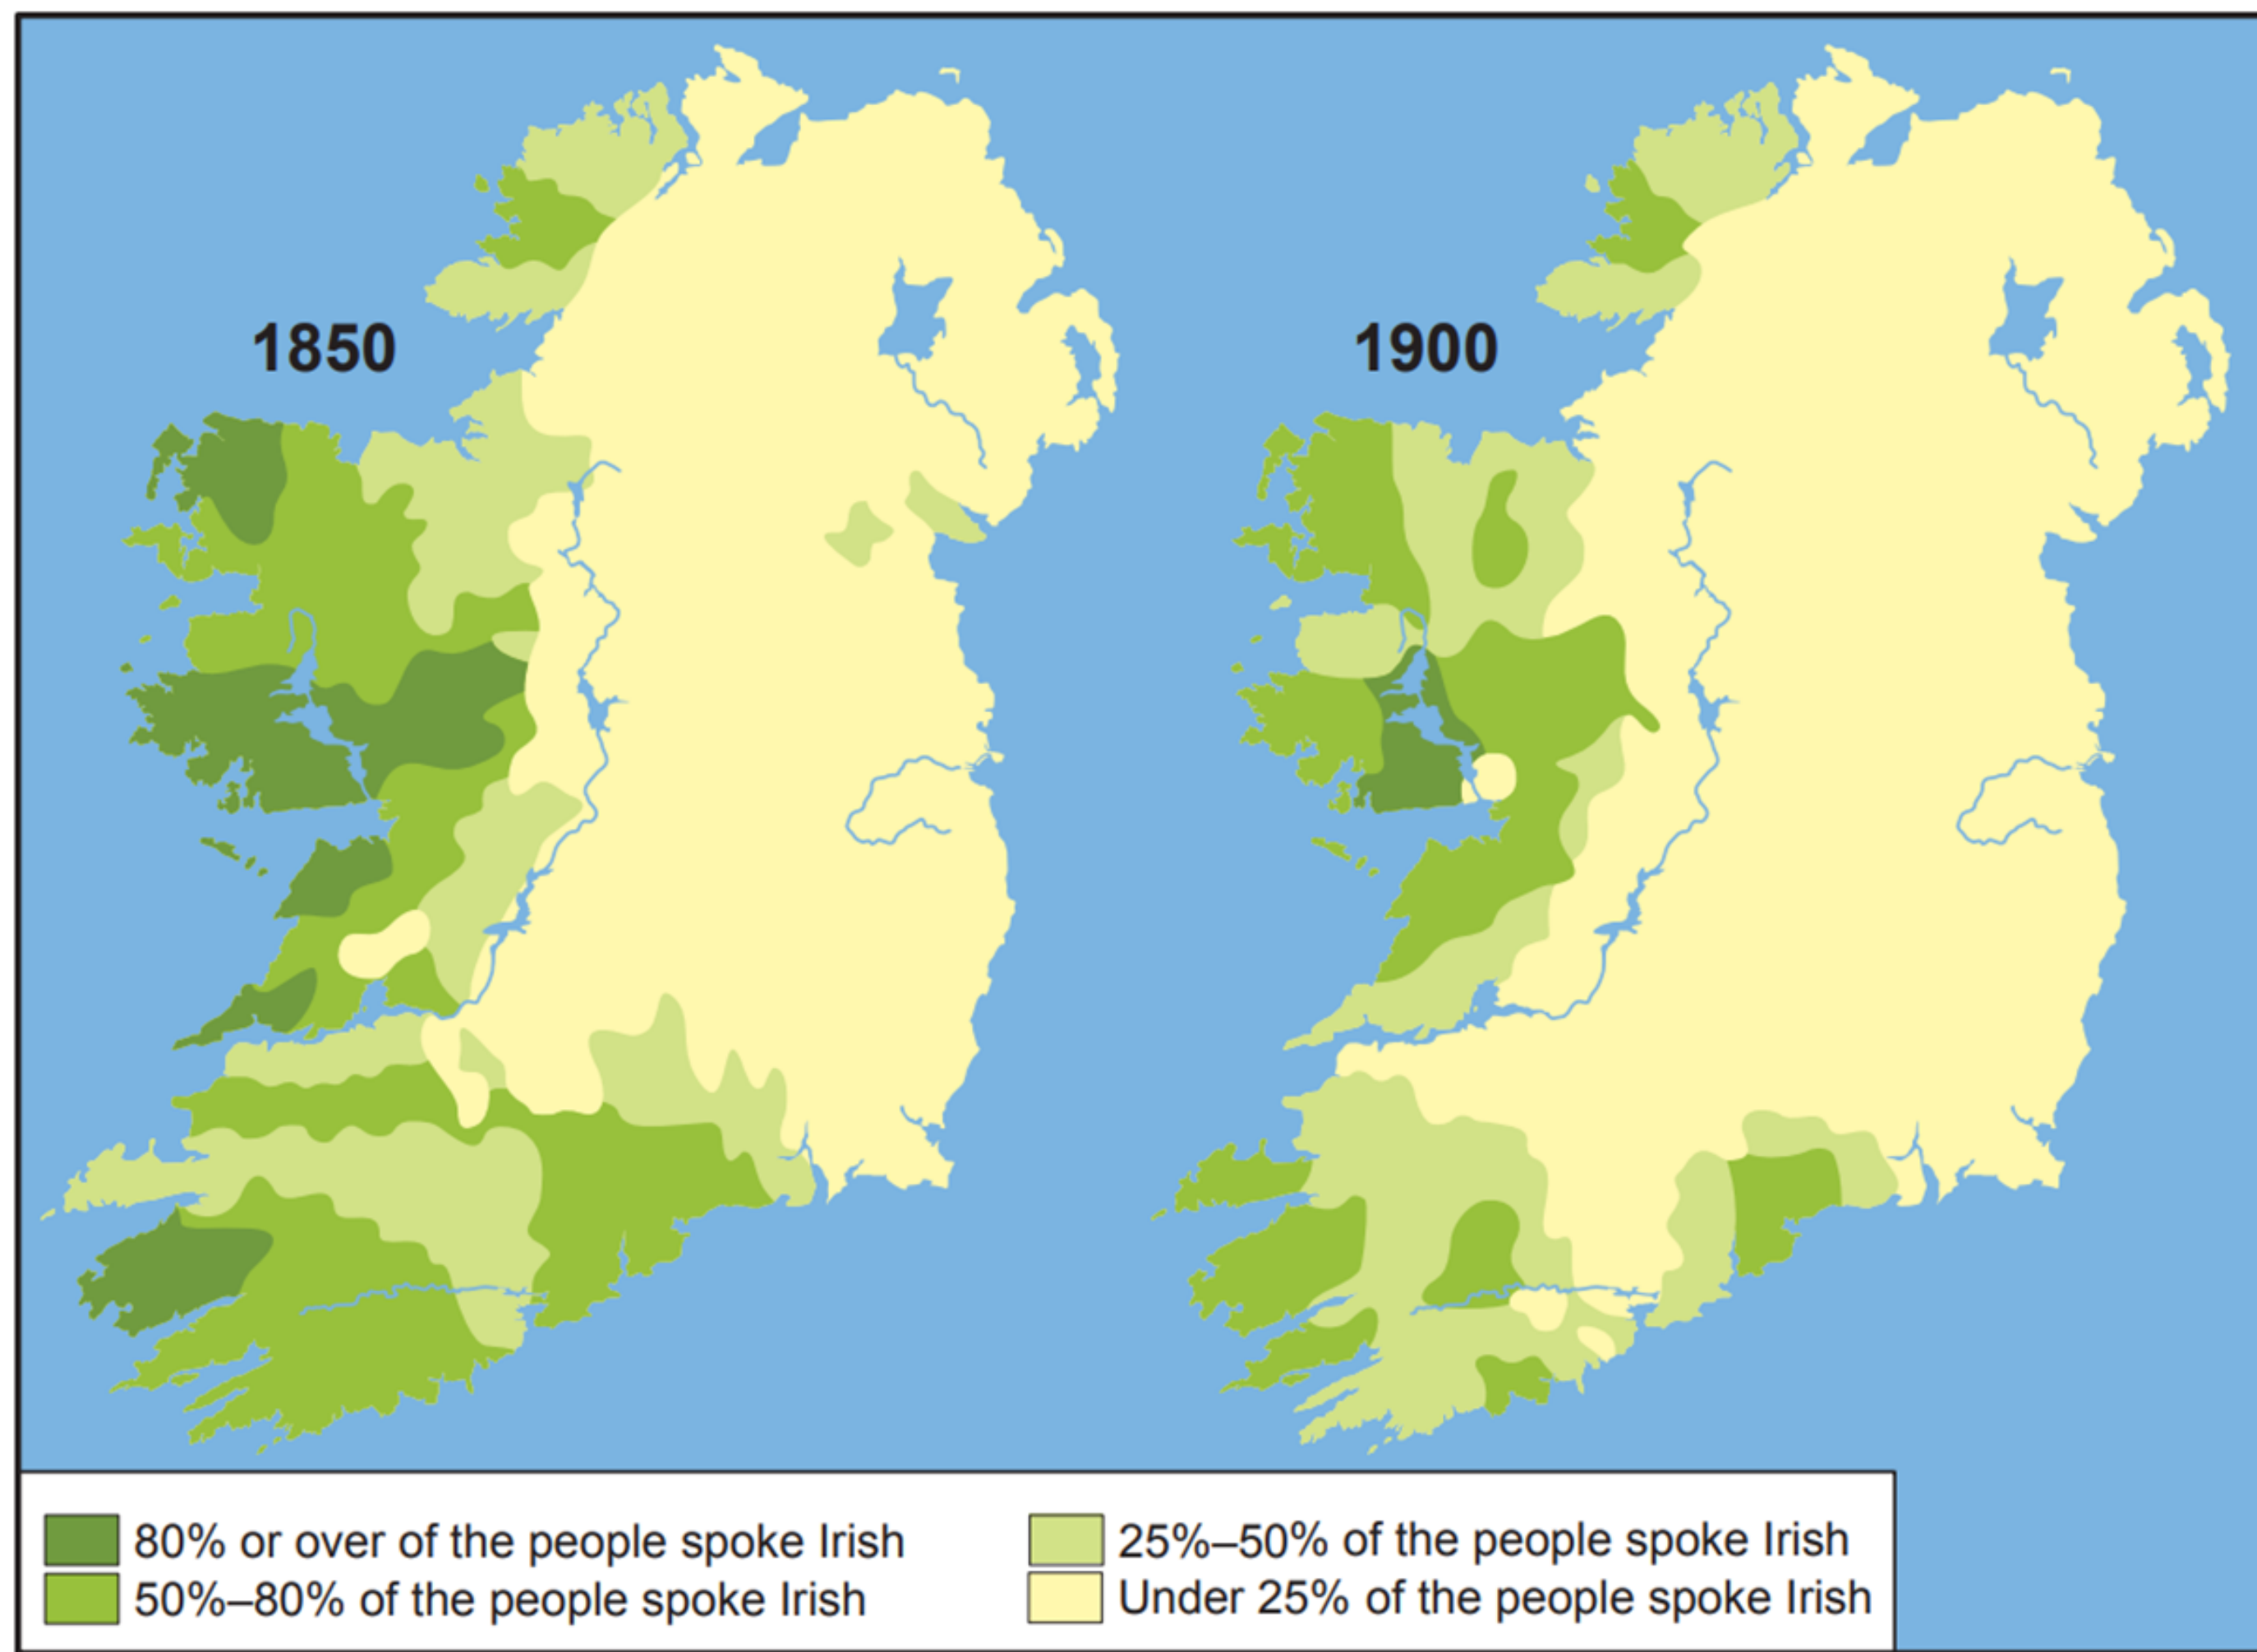 1850
1900
80% or over of the people spoke Irish
50%–80% of the people spoke Irish
25%–50% of the people spoke Irish
Under 25% of the people spoke Irish